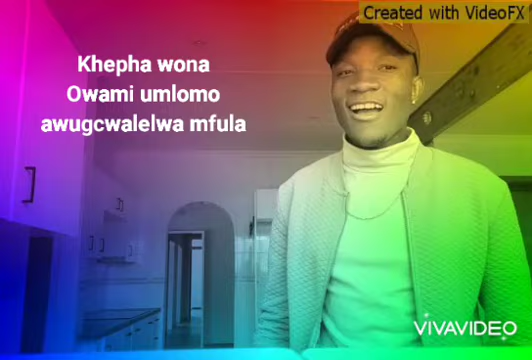 Created with VideoFX
Khepha wona
Owami umlomo
awugcwalelwa mfula
VIVAVIDEO